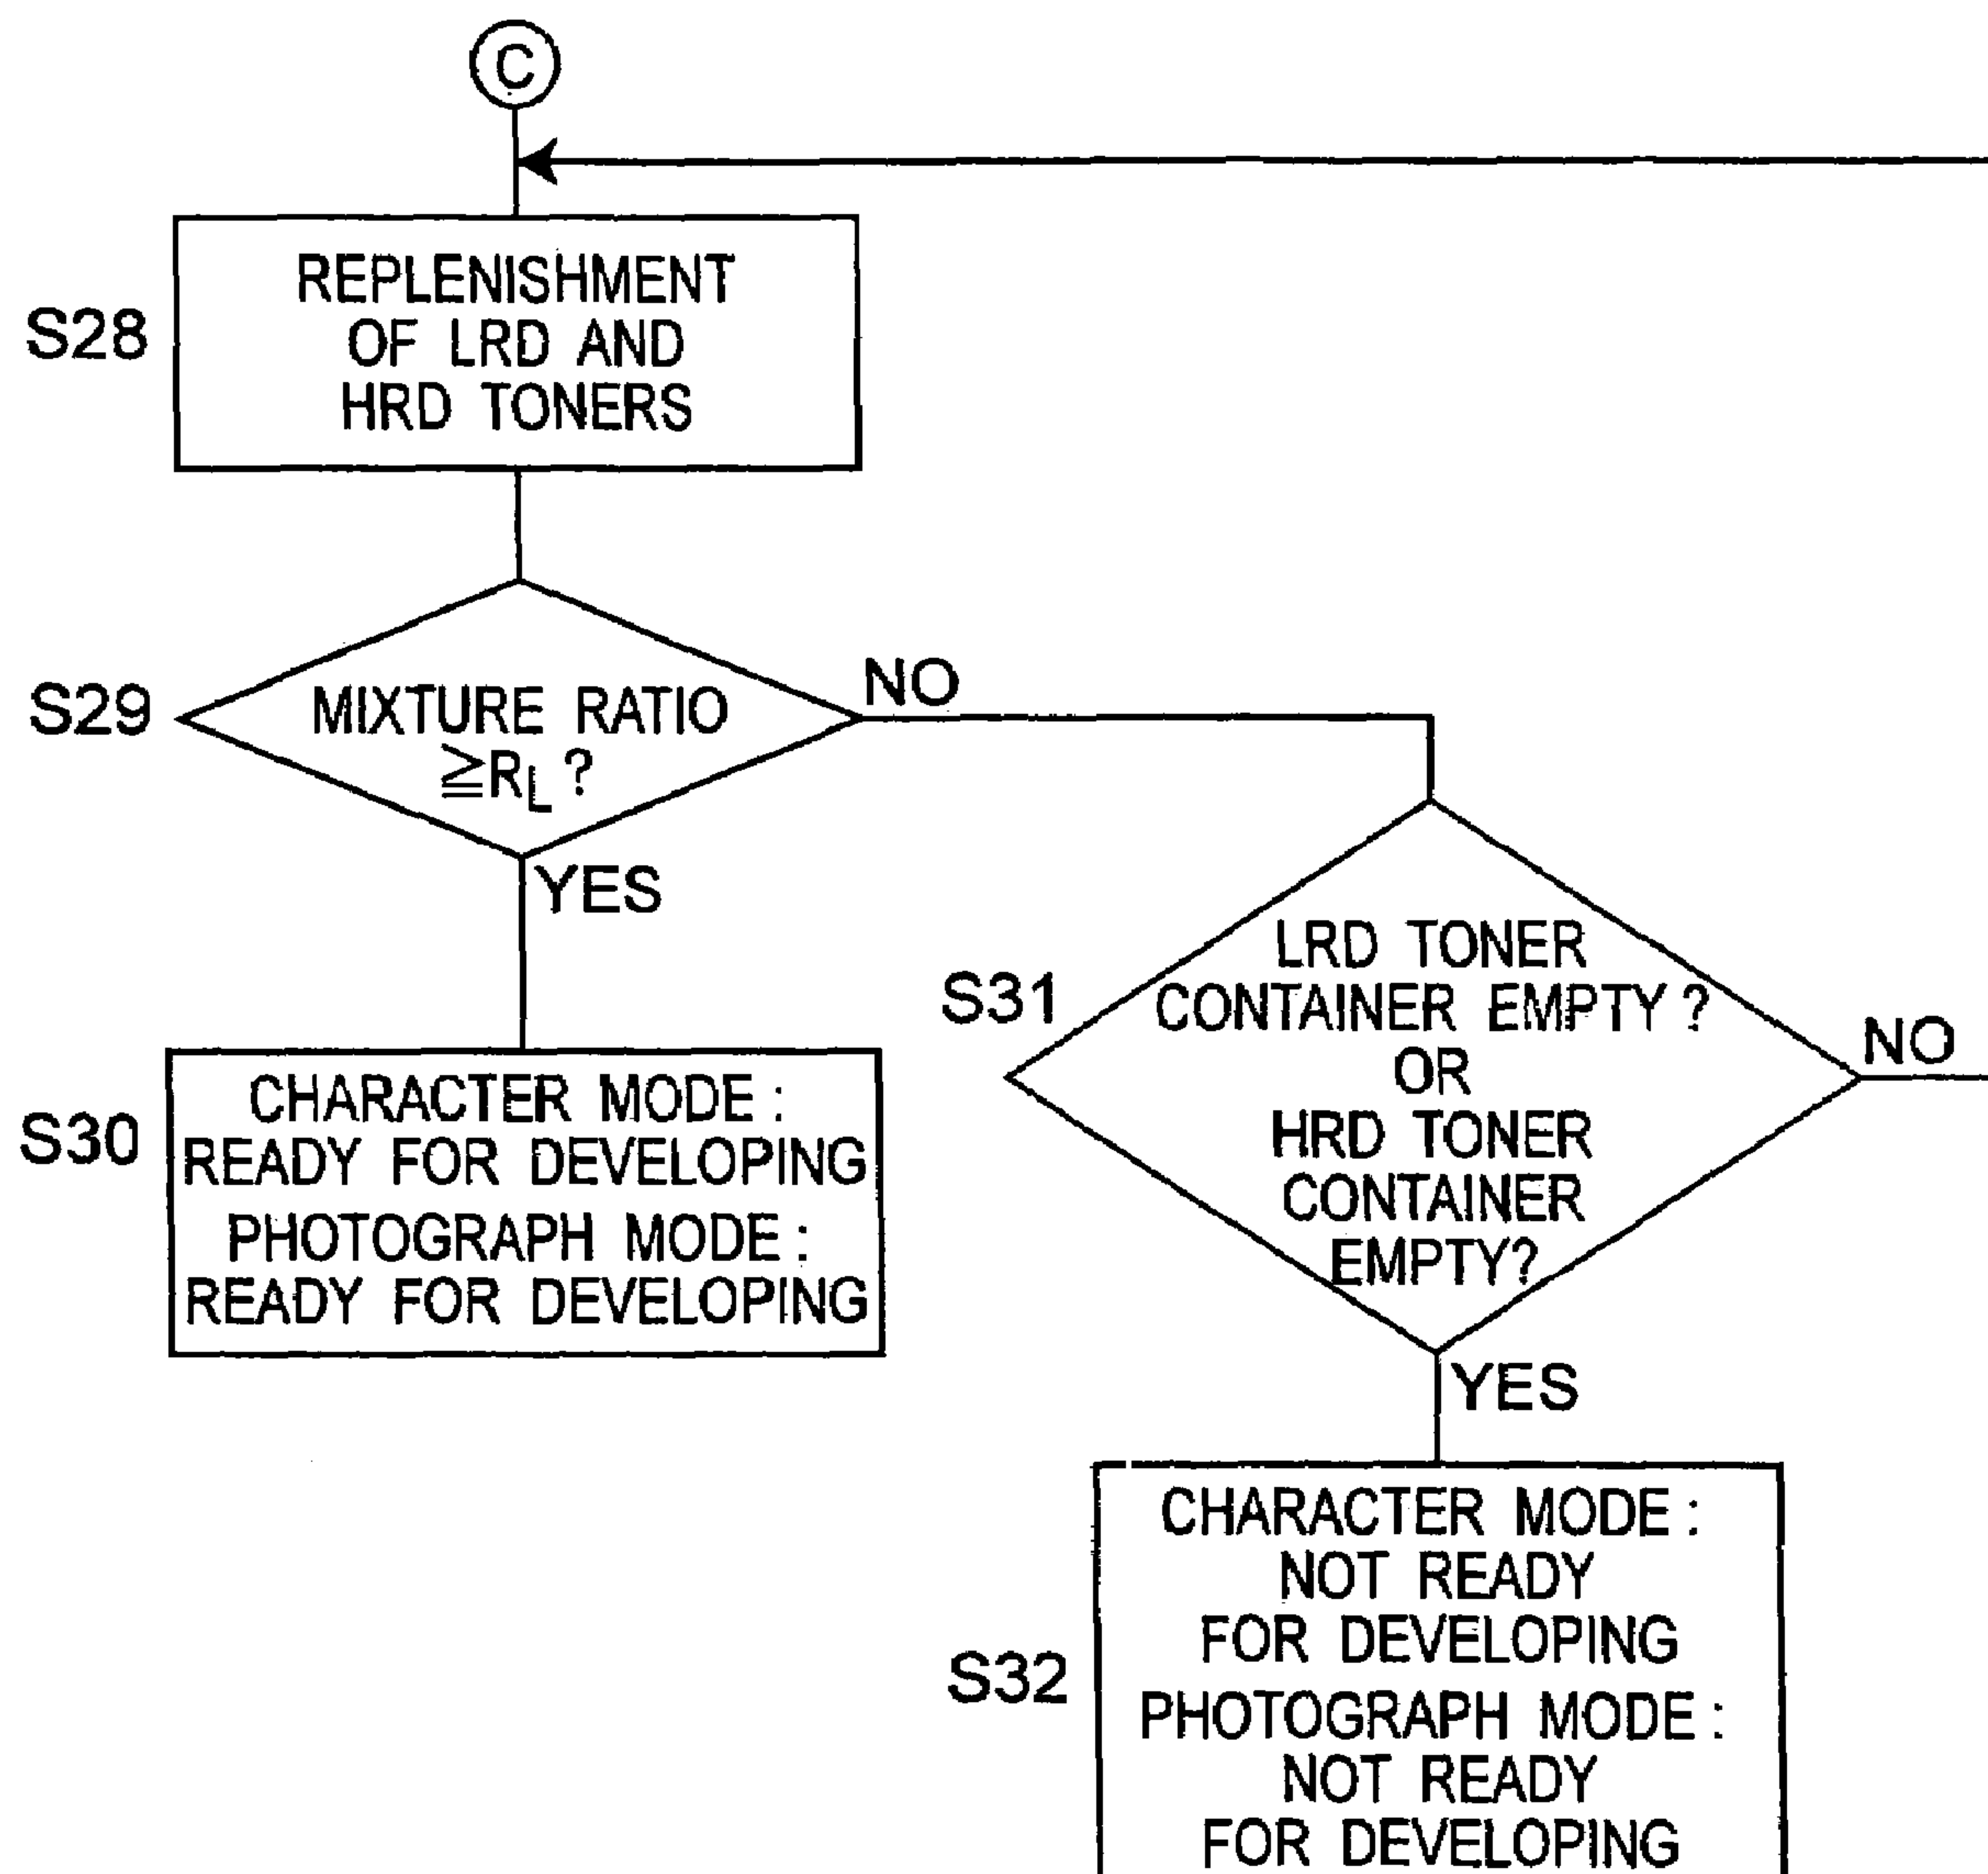 C
S28
REPLENISHMENT
OF LRD AND
HRD TONERS
S29
MIXTURE RATIO
≧RL ?
NO
YES
S30
CHARACTER MODE :
READY FOR DEVELOPING
PHOTOGRAPH MODE :
READY FOR DEVELOPING
S31
LRD TONER
CONTAINER EMPTY ?
OR
HRD TONER
CONTAINER
EMPTY?
NO
YES
S32
CHARACTER MODE :
NOT READY
FOR DEVELOPING
PHOTOGRAPH MODE :
NOT READY
FOR DEVELOPING